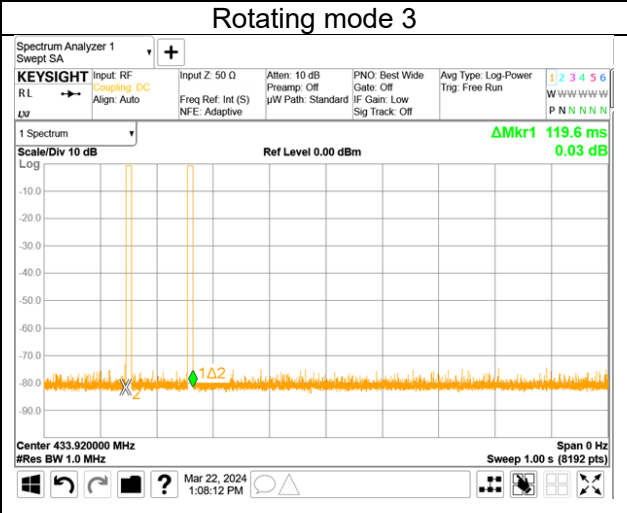 Rotating mode 3
Spectrum Analyzer 1
Swept SA
KEYSIGHT Input: RF Input Z: 50 Ω Atten: 10 dB PNO: Best Wide Avg Type: Log-Power 1 2 3 4 5 6
RL Coupling: DC Preamp: Off Gate: Off Trig: Free Run W W W W W W
Align: Auto Freq Ref: Int (S) µW Path: Standard IF Gain: Low
LXI NFE: Adaptive Sig Track: Off P N N N N N
1 Spectrum ΔMkr1 119.6 ms
Scale/Div 10 dB Ref Level 0.00 dBm 0.03 dB
Log
-10.0
-20.0
-30.0
-40.0
-50.0
-60.0
-70.0
1Δ2
-80.0
2
-90.0
Center 433.920000 MHz Span 0 Hz
#Res BW 1.0 MHz Sweep 1.00 s (8192 pts)
? Mar 22, 2024
1:08:12 PM